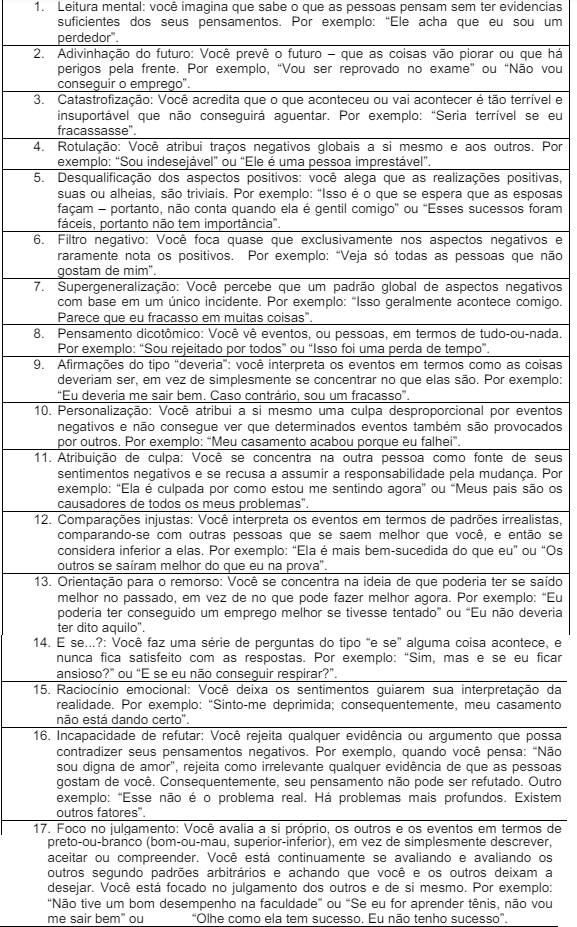 1. Leitura mental: você imagina que sabe o que as pessoas pensam sem ter evidencias
suficientes dos seus pensamentos. Por exemplo: “Ele acha que eu sou um
perdedor”.
2. Adivinhação do futuro: Você prevê o futuro – que as coisas vão piorar ou que há
perigos pela frente. Por exemplo, “Vou ser reprovado no exame” ou “Não vou
conseguir o emprego”.
3. Catastrofização: Você acredita que o que aconteceu ou vai acontecer é tão terrível e
insuportável que não conseguirá aguentar. Por exemplo: “Seria terrível se eu
fracassasse”.
4. Rotulação: Você atribui traços negativos globais a si mesmo e aos outros. Por
exemplo: “Sou indesejável” ou “Ele é uma pessoa imprestável”.
5. Desqualificação dos aspectos positivos: você alega que as realizações positivas,
suas ou alheias, são triviais. Por exemplo: “Isso é o que se espera que as esposas
façam – portanto, não conta quando ela é gentil comigo” ou “Esses sucessos foram
fáceis, portanto não tem importância”.
6. Filtro negativo: Você foca quase que exclusivamente nos aspectos negativos e
raramente nota os positivos. Por exemplo: “Veja só todas as pessoas que não
gostam de mim”.
7. Supergeneralização: Você percebe que um padrão global de aspectos negativos
com base em um único incidente. Por exemplo: “Isso geralmente acontece comigo.
Parece que eu fracasso em muitas coisas”.
8. Pensamento dicotômico: Você vê eventos, ou pessoas, em termos de tudo-ou-nada.
Por exemplo: “Sou rejeitado por todos” ou “Isso foi uma perda de tempo”.
9. Afirmações do tipo “deveria”: você interpreta os eventos em termos como as coisas
deveriam ser, em vez de simplesmente se concentrar no que elas são. Por exemplo:
“Eu deveria me sair bem. Caso contrário, sou um fracasso”.
10. Personalização: Você atribui a si mesmo uma culpa desproporcional por eventos
negativos e não consegue ver que determinados eventos também são provocados
por outros. Por exemplo: “Meu casamento acabou porque eu falhei”.
11. Atribuição de culpa: Você se concentra na outra pessoa como fonte de seus
sentimentos negativos e se recusa a assumir a responsabilidade pela mudança. Por
exemplo: “Ela é culpada por como estou me sentindo agora” ou “Meus pais são os
causadores de todos os meus problemas”.
12. Comparações injustas: Você interpreta os eventos em termos de padrões irrealistas,
comparando-se com outras pessoas que se saem melhor que você, e então se
considera inferior a elas. Por exemplo: “Ela é mais bem-sucedida do que eu” ou “Os
outros se saíram melhor do que eu na prova”.
13. Orientação para o remorso: Você se concentra na ideia de que poderia ter se saído
melhor no passado, em vez de no que pode fazer melhor agora. Por exemplo: “Eu
poderia ter conseguido um emprego melhor se tivesse tentado” ou “Eu não deveria
ter dito aquilo”.
14. E se...?: Você faz uma série de perguntas do tipo “e se” alguma coisa acontece, e
nunca fica satisfeito com as respostas. Por exemplo: “Sim, mas e se eu ficar
ansioso?” ou “E se eu não conseguir respirar?”.
15. Raciocínio emocional: Você deixa os sentimentos guiarem sua interpretação da
realidade. Por exemplo: “Sinto-me deprimida; consequentemente, meu casamento
não está dando certo”.
16. Incapacidade de refutar: Você rejeita qualquer evidência ou argumento que possa
contradizer seus pensamentos negativos. Por exemplo, quando você pensa: “Não
sou digna de amor”, rejeita como irrelevante qualquer evidência de que as pessoas
gostam de você. Consequentemente, seu pensamento não pode ser refutado. Outro
exemplo: “Esse não é o problema real. Há problemas mais profundos. Existem
outros fatores”.
17. Foco no julgamento: Você avalia a si próprio, os outros e os eventos em termos de
preto-ou-branco (bom-ou-mau, superior-inferior), em vez de simplesmente descrever,
aceitar ou compreender. Você está continuamente se avaliando e avaliando os
outros segundo padrões arbitrários e achando que você e os outros deixam a
desejar. Você está focado no julgamento dos outros e de si mesmo. Por exemplo:
“Não tive um bom desempenho na faculdade” ou “Se eu for aprender tênis, não vou
me sair bem” ou “Olhe como ela tem sucesso. Eu não tenho sucesso”.